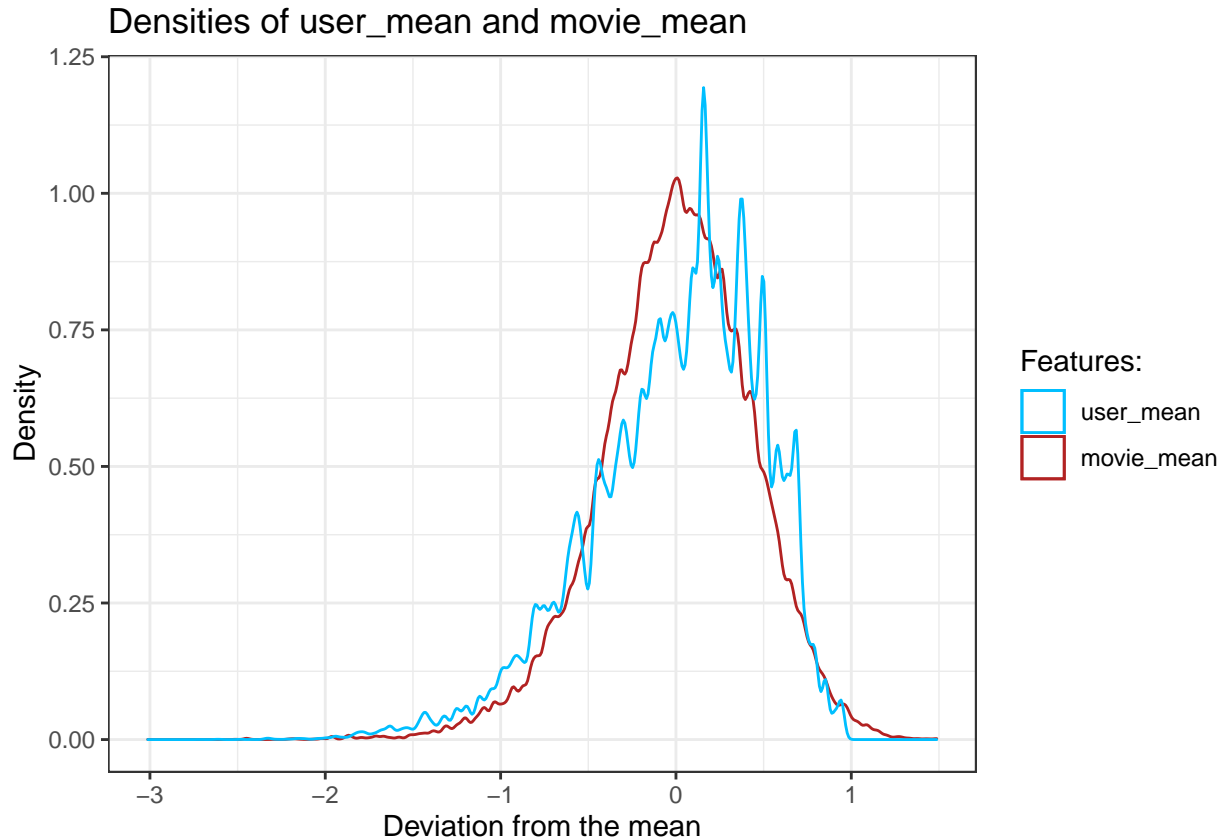 Densities of user_mean and movie_mean
1.25
1.00
0.75
0.50
0.25
0.00
Density
−3
−2
−1
0
1
Deviation from the mean
Features:
user_mean
movie_mean